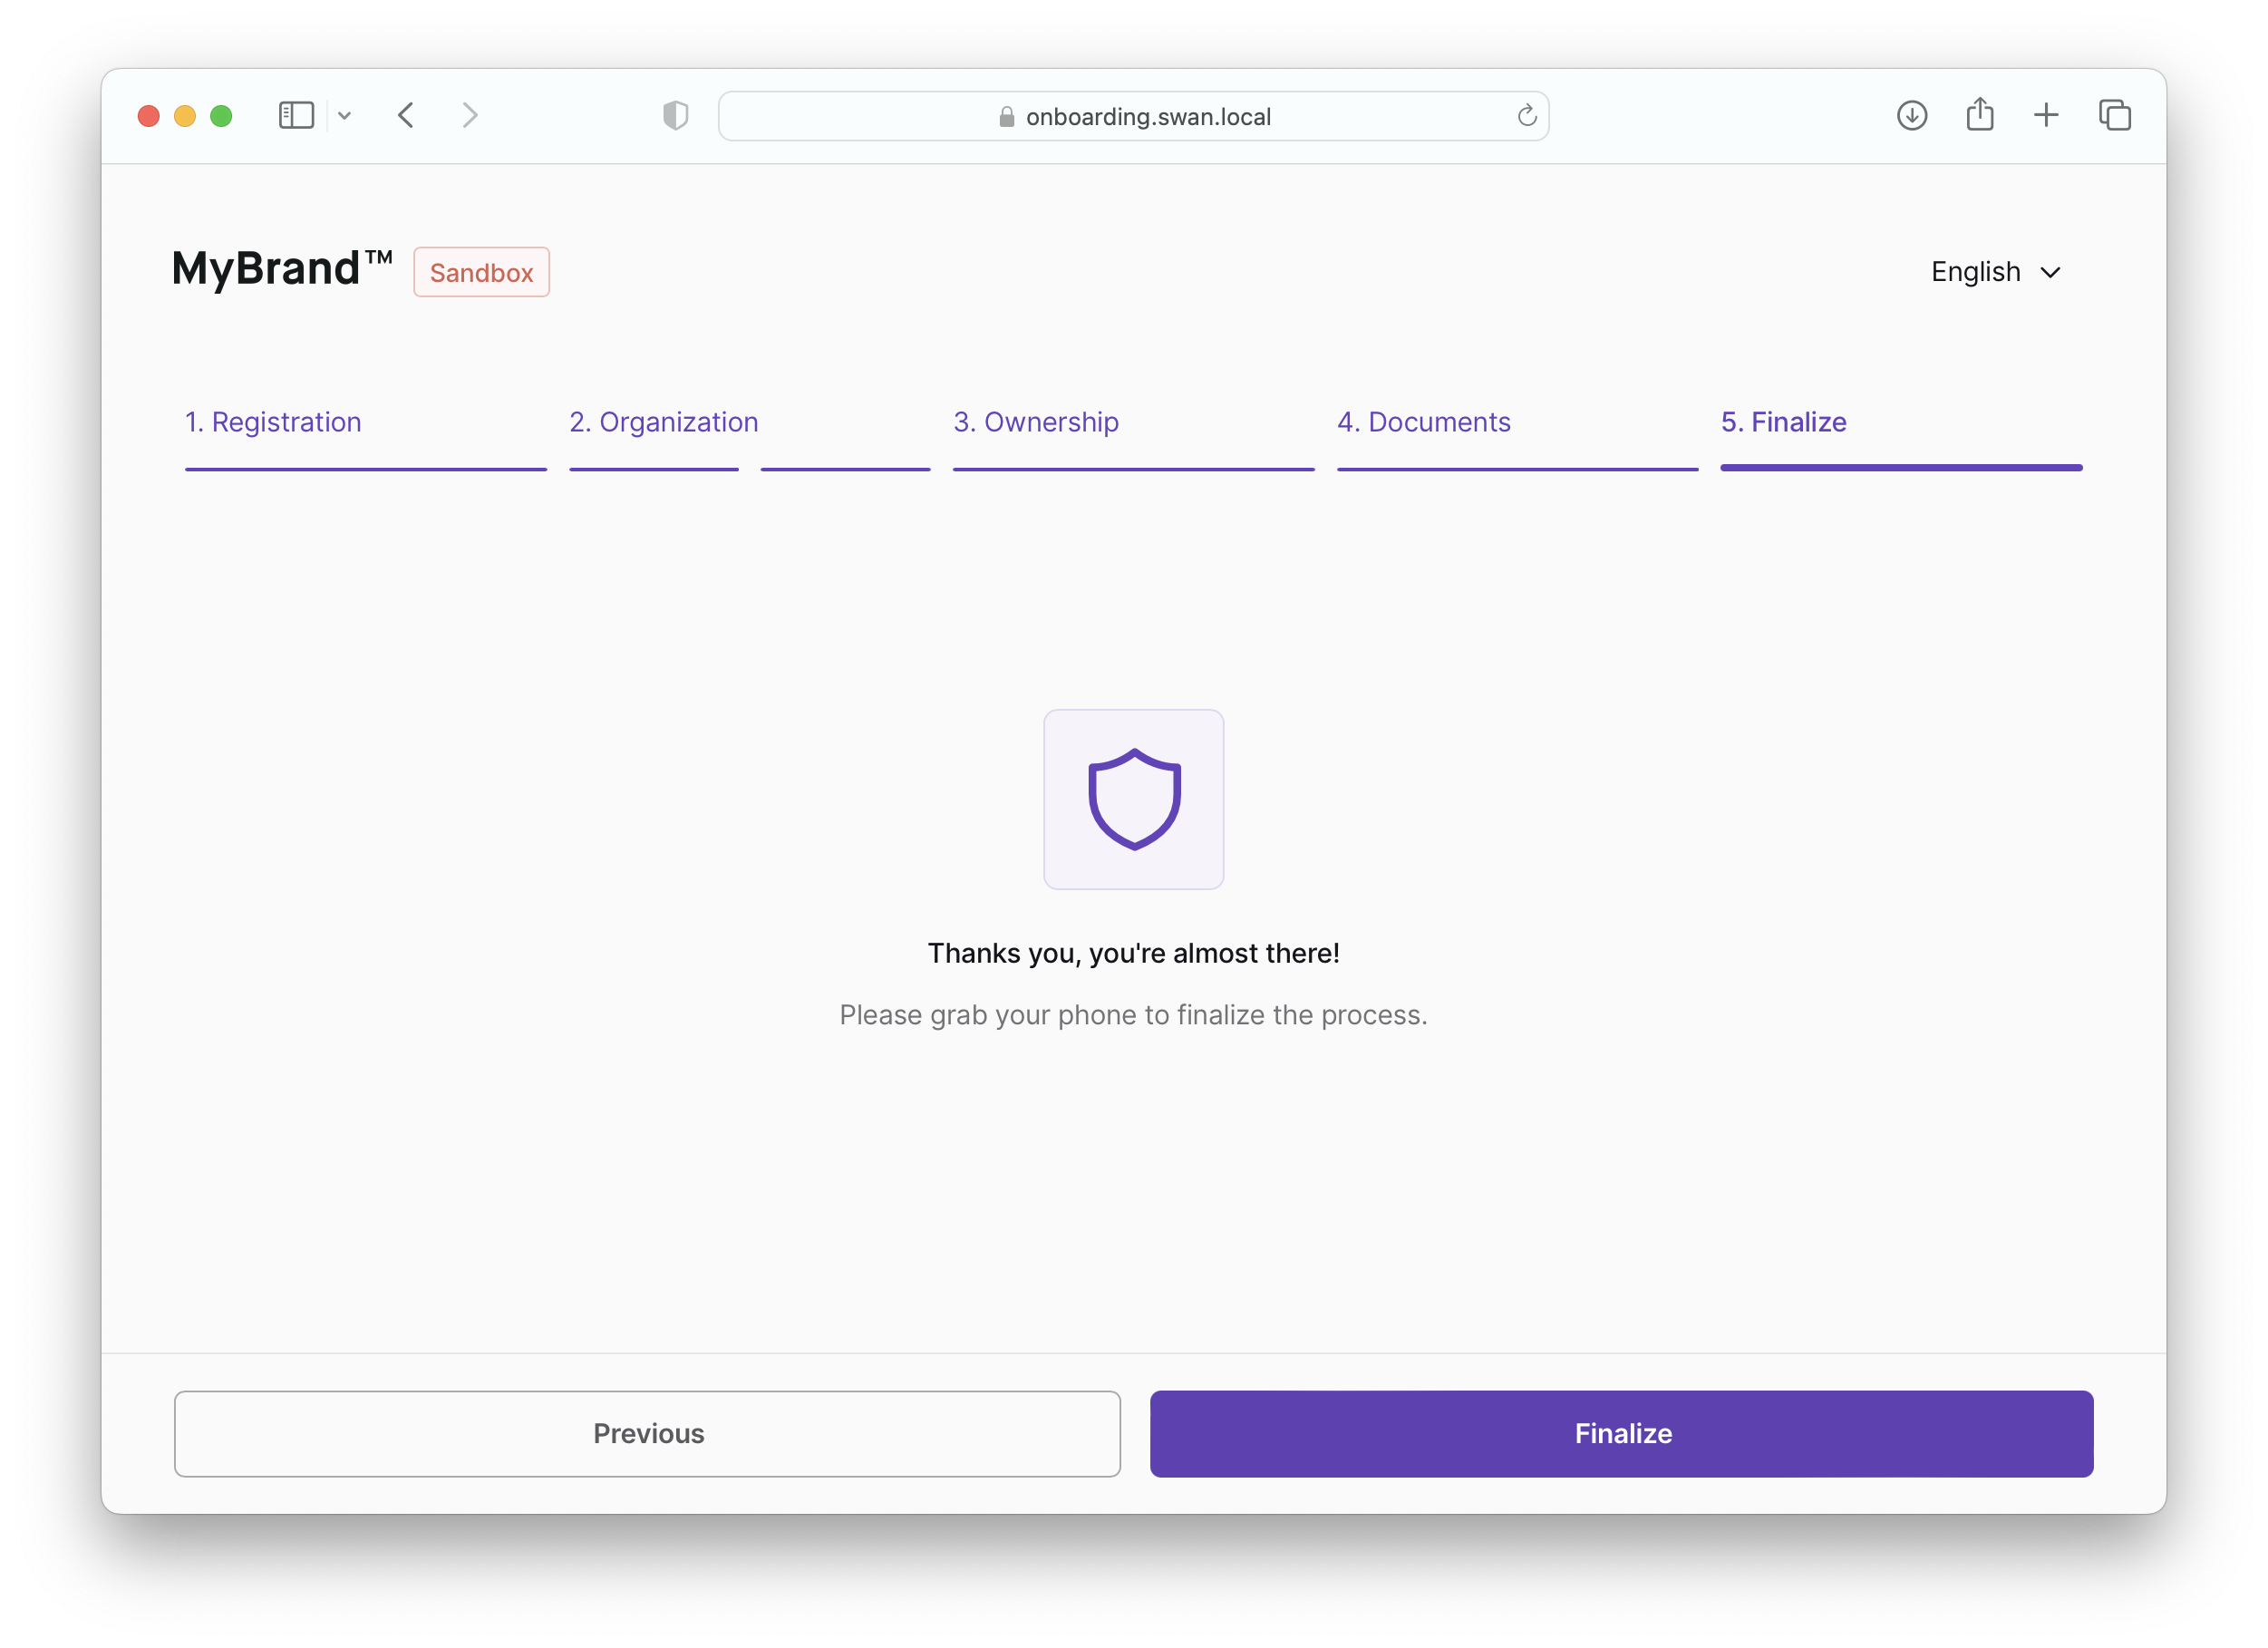 onboarding.swan.local
MyBrand™ Sandbox
English
1. Registration
2. Organization
3. Ownership
4. Documents
5. Finalize
Thanks you, you're almost there!
Please grab your phone to finalize the process.
Previous
Finalize